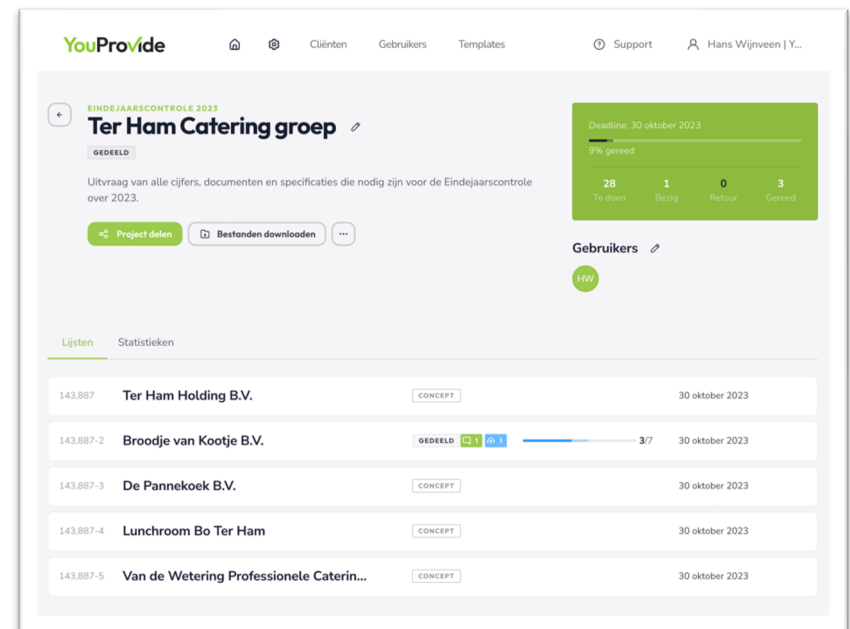 YouProvide
Cliënten
Gebruikers
Templates
Support
Hans Wijnveen | Y...
EINDEJAARSCONTROLE 2023
Ter Ham Catering groep
GEDEELD
Uitvraag van alle cijfers, documenten en specificaties die nodig zijn voor de Eindejaarscontrole
over 2023.
Project delen
Bestanden downloaden
...
Deadline: 30 oktober 2023
9% gereed
28 1 0 3
Te doen Bezig Retour Gereed
Gebruikers
HW
Lijsten
Statistieken
143,887 Ter Ham Holding B.V. CONCEPT 30 oktober 2023
143,887-2 Broodje van Kootje B.V. GEDEELD 1 1 3/7 30 oktober 2023
143,887-3 De Pannekoek B.V. CONCEPT 30 oktober 2023
143,887-4 Lunchroom Bo Ter Ham CONCEPT 30 oktober 2023
143,887-5 Van de Wetering Professionele Caterin... CONCEPT 30 oktober 2023